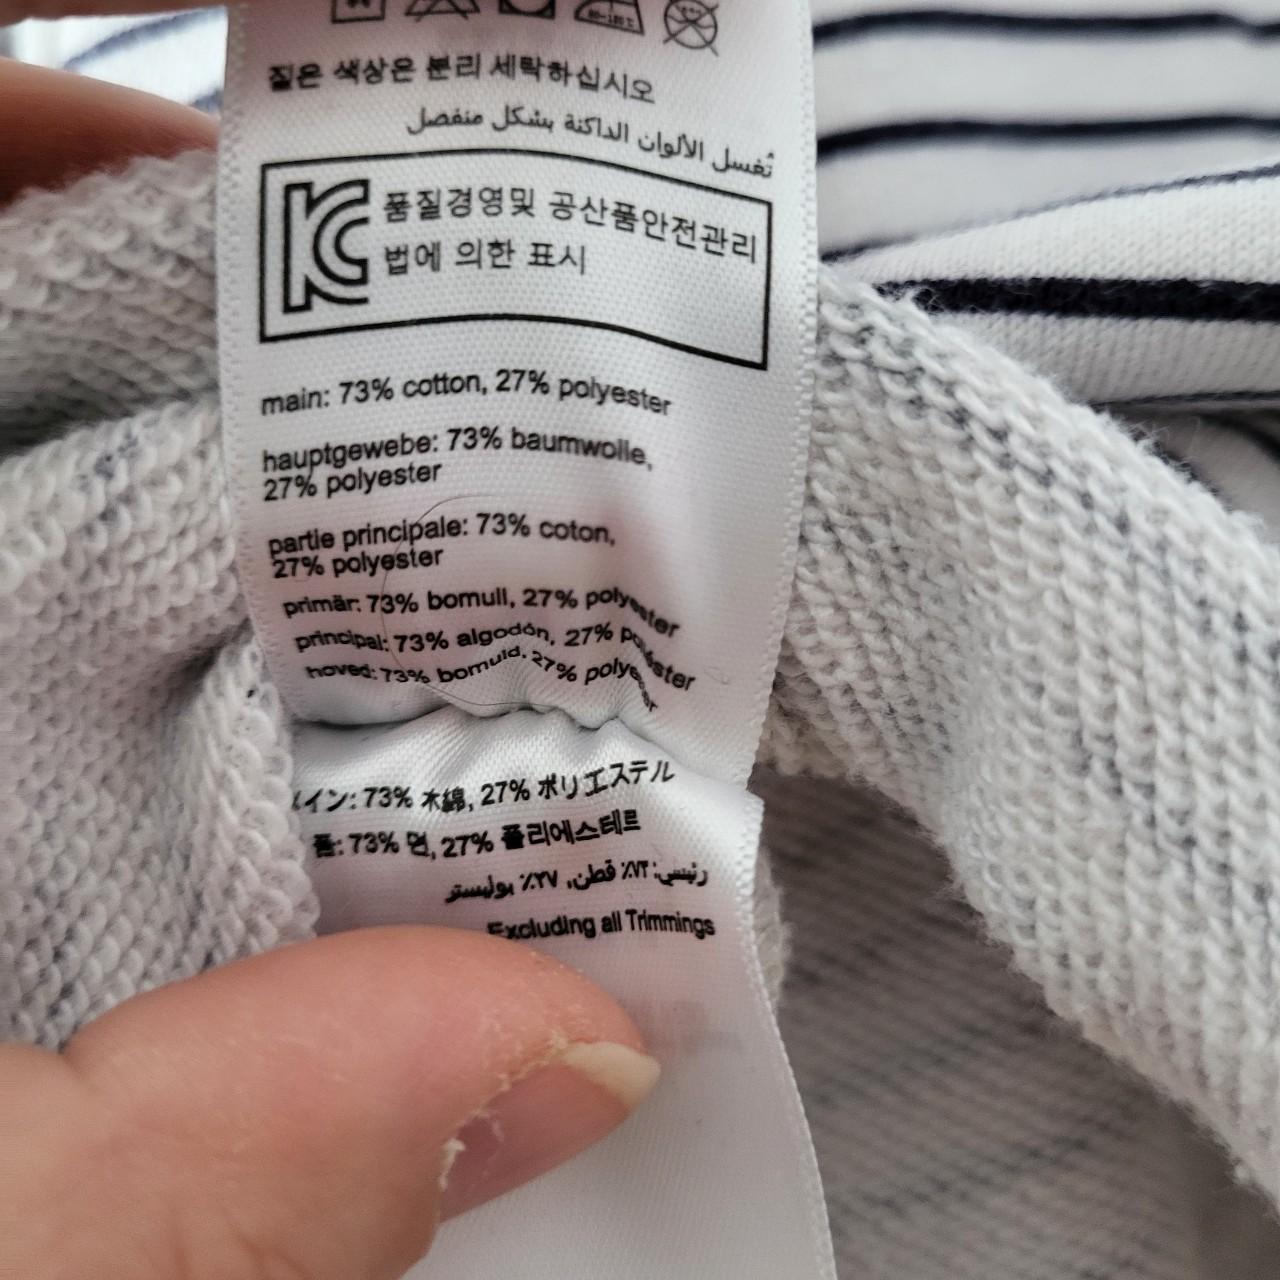 짙은 색상은 분리 세탁하십시오
تُغسل الألوان الداكنة بشكل منفصل
KC 품질경영및 공산품안전관리
법에 의한 표시
main: 73% cotton, 27% polyester
hauptgewebe: 73% baumwolle,
27% polyester
partie principale: 73% coton,
27% polyester
primär: 73% bomull, 27% polyester
principal: 73% algodón, 27% poliéster
hoved: 73% bomuld, 27% polyester
メイン: 73% 木綿, 27% ポリエステル
몸: 73% 면, 27% 폴리에스테르
رئيسي: ٧٣٪ قطن, ٢٧٪ بوليستر
Excluding all Trimmings